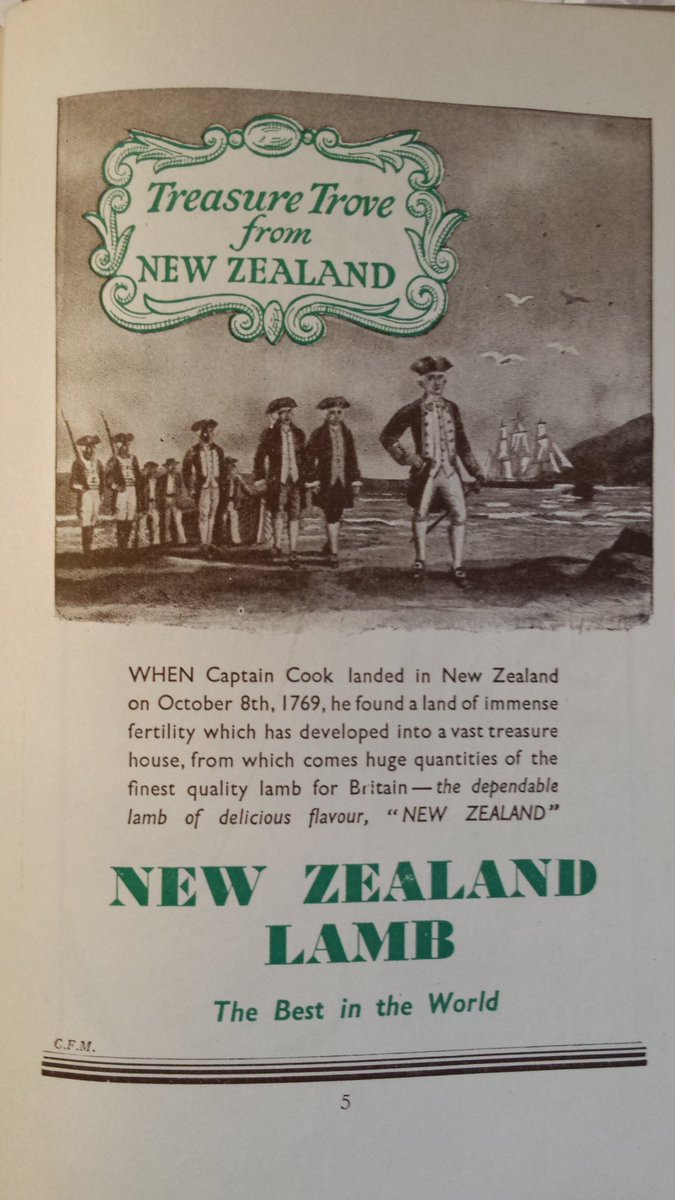 Treasure Trove
from
NEW ZEALAND
WHEN Captain Cook landed in New Zealand
on October 8th, 1769, he found a land of immense
fertility which has developed into a vast treasure
house, from which comes huge quantities of the
finest quality lamb for Britain — the dependable
lamb of delicious flavour, "NEW ZEALAND"
NEW ZEALAND
LAMB
The Best in the World
C.F.M.
5